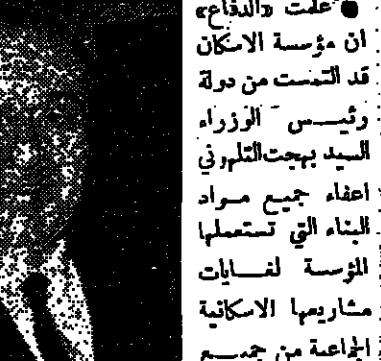 ● علمت «الدفاع»
ان مؤسسة الاسكان
قد التمست من دولة
رئيس الوزراء
السيد بهجت التلهوني
اعفاء جميع مواد
البناء التي تستعملها
المؤسسة لغايات
مشاريعها الاسكانية
الجاعية من جميع